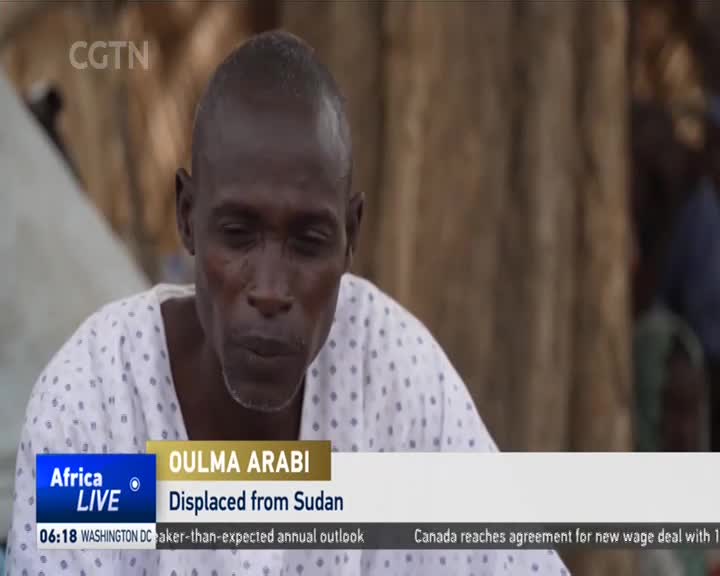 CGTN
OULMA ARABI
Africa
LIVE
Displaced from Sudan
06:18 WASHINGTON DC
eaker-than-expected annual outlook Canada reaches agreement for new wage deal with 1